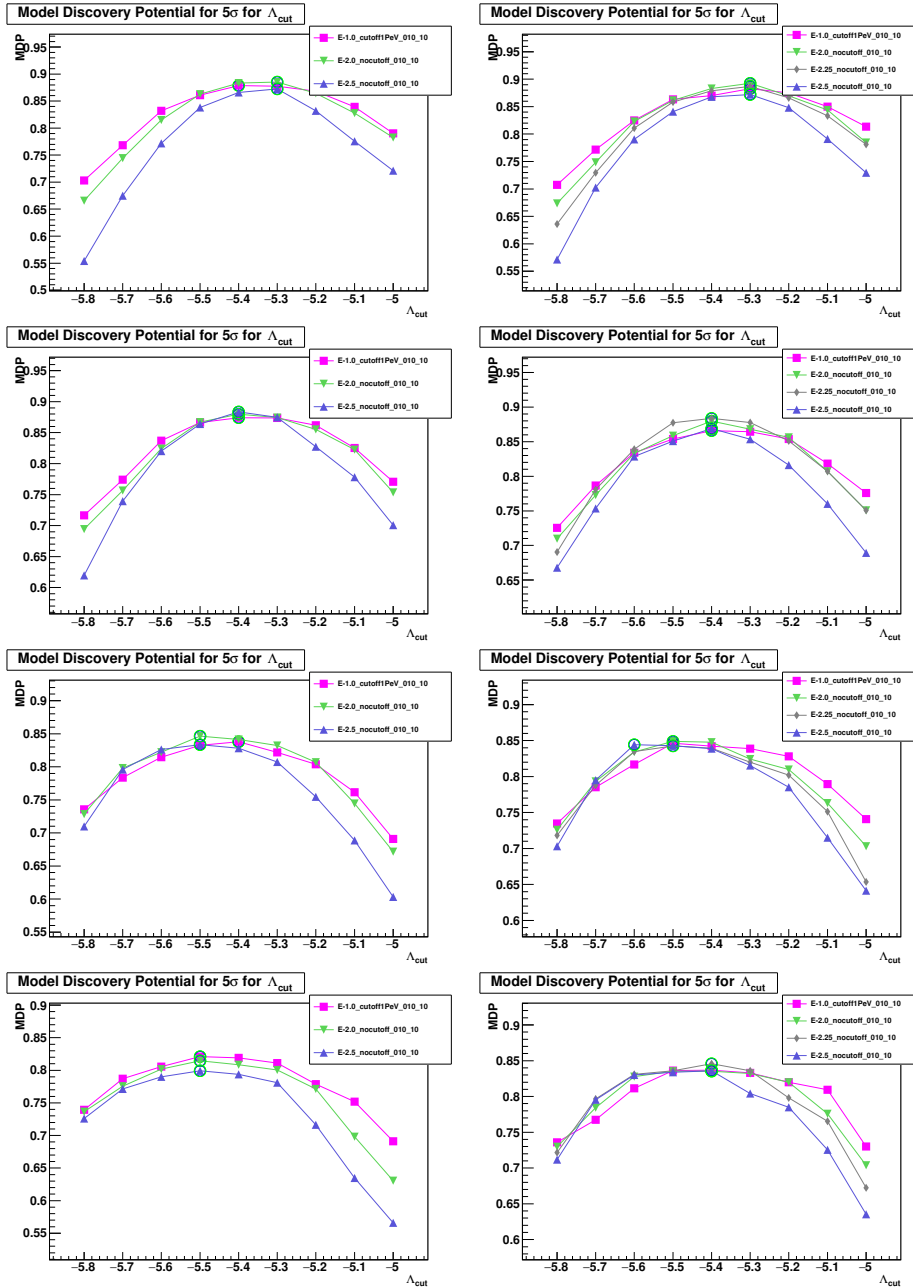 Model Discovery Potential for 5σ for Λcut
MDP
E-1.0_cutoff1PeV_010_10
E-2.0_nocutoff_010_10
E-2.5_nocutoff_010_10
0.95
0.9
0.85
0.8
0.75
0.7
0.65
0.6
0.55
0.5
−5.8 −5.7 −5.6 −5.5 −5.4 −5.3 −5.2 −5.1 −5
Λcut
Model Discovery Potential for 5σ for Λcut
MDP
E-1.0_cutoff1PeV_010_10
E-2.0_nocutoff_010_10
E-2.25_nocutoff_010_10
E-2.5_nocutoff_010_10
0.95
0.9
0.85
0.8
0.75
0.7
0.65
0.6
0.55
−5.8 −5.7 −5.6 −5.5 −5.4 −5.3 −5.2 −5.1 −5
Λcut
Model Discovery Potential for 5σ for Λcut
MDP
E-1.0_cutoff1PeV_010_10
E-2.0_nocutoff_010_10
E-2.5_nocutoff_010_10
0.95
0.9
0.85
0.8
0.75
0.7
0.65
0.6
−5.8 −5.7 −5.6 −5.5 −5.4 −5.3 −5.2 −5.1 −5
Λcut
Model Discovery Potential for 5σ for Λcut
MDP
E-1.0_cutoff1PeV_010_10
E-2.0_nocutoff_010_10
E-2.25_nocutoff_010_10
E-2.5_nocutoff_010_10
0.95
0.9
0.85
0.8
0.75
0.7
0.65
−5.8 −5.7 −5.6 −5.5 −5.4 −5.3 −5.2 −5.1 −5
Λcut
Model Discovery Potential for 5σ for Λcut
MDP
E-1.0_cutoff1PeV_010_10
E-2.0_nocutoff_010_10
E-2.5_nocutoff_010_10
0.9
0.85
0.8
0.75
0.7
0.65
0.6
0.55
−5.8 −5.7 −5.6 −5.5 −5.4 −5.3 −5.2 −5.1 −5
Λcut
Model Discovery Potential for 5σ for Λcut
MDP
E-1.0_cutoff1PeV_010_10
E-2.0_nocutoff_010_10
E-2.25_nocutoff_010_10
E-2.5_nocutoff_010_10
0.9
0.85
0.8
0.75
0.7
0.65
0.6
−5.8 −5.7 −5.6 −5.5 −5.4 −5.3 −5.2 −5.1 −5
Λcut
Model Discovery Potential for 5σ for Λcut
MDP
E-1.0_cutoff1PeV_010_10
E-2.0_nocutoff_010_10
E-2.5_nocutoff_010_10
0.9
0.85
0.8
0.75
0.7
0.65
0.6
0.55
−5.8 −5.7 −5.6 −5.5 −5.4 −5.3 −5.2 −5.1 −5
Λcut
Model Discovery Potential for 5σ for Λcut
MDP
E-1.0_cutoff1PeV_010_10
E-2.0_nocutoff_010_10
E-2.25_nocutoff_010_10
E-2.5_nocutoff_010_10
0.9
0.85
0.8
0.75
0.7
0.65
0.6
−5.8 −5.7 −5.6 −5.5 −5.4 −5.3 −5.2 −5.1 −5
Λcut